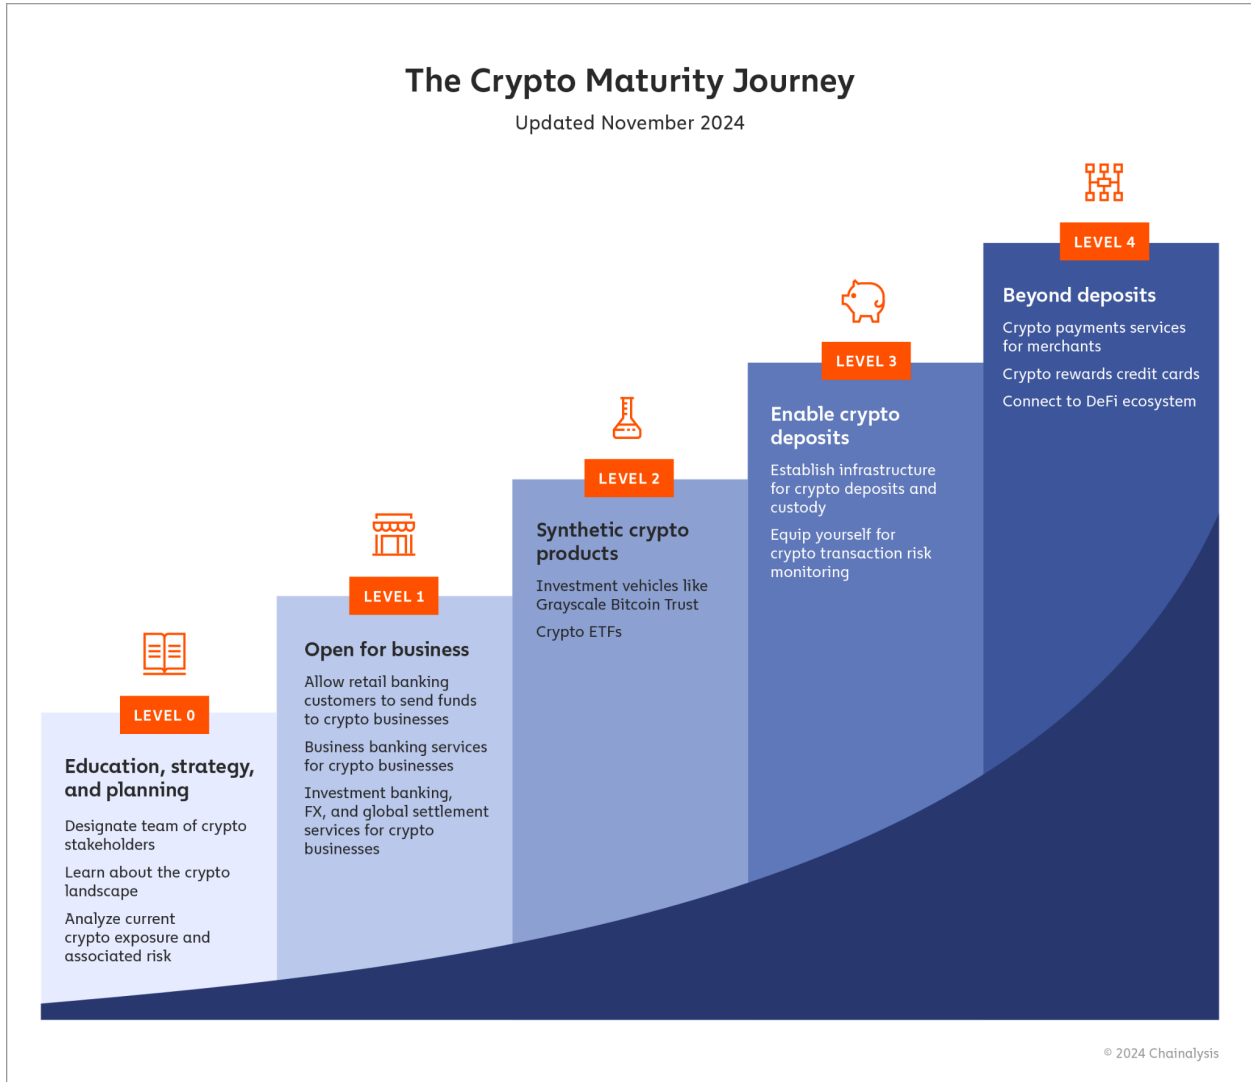 The Crypto Maturity Journey
Updated November 2024
LEVEL 0
Education, strategy,
and planning
Designate team of crypto
stakeholders
Learn about the crypto
landscape
Analyze current
crypto exposure and
associated risk
LEVEL 1
Open for business
Allow retail banking
customers to send funds
to crypto businesses
Business banking services
for crypto businesses
Investment banking,
FX, and global settlement
services for crypto
businesses
LEVEL 2
Synthetic crypto
products
Investment vehicles like
Grayscale Bitcoin Trust
Crypto ETFs
LEVEL 3
Enable crypto
deposits
Establish infrastructure
for crypto deposits and
custody
Equip yourself for
crypto transaction risk
monitoring
LEVEL 4
Beyond deposits
Crypto payments services
for merchants
Crypto rewards credit cards
Connect to DeFi ecosystem
© 2024 Chainalysis